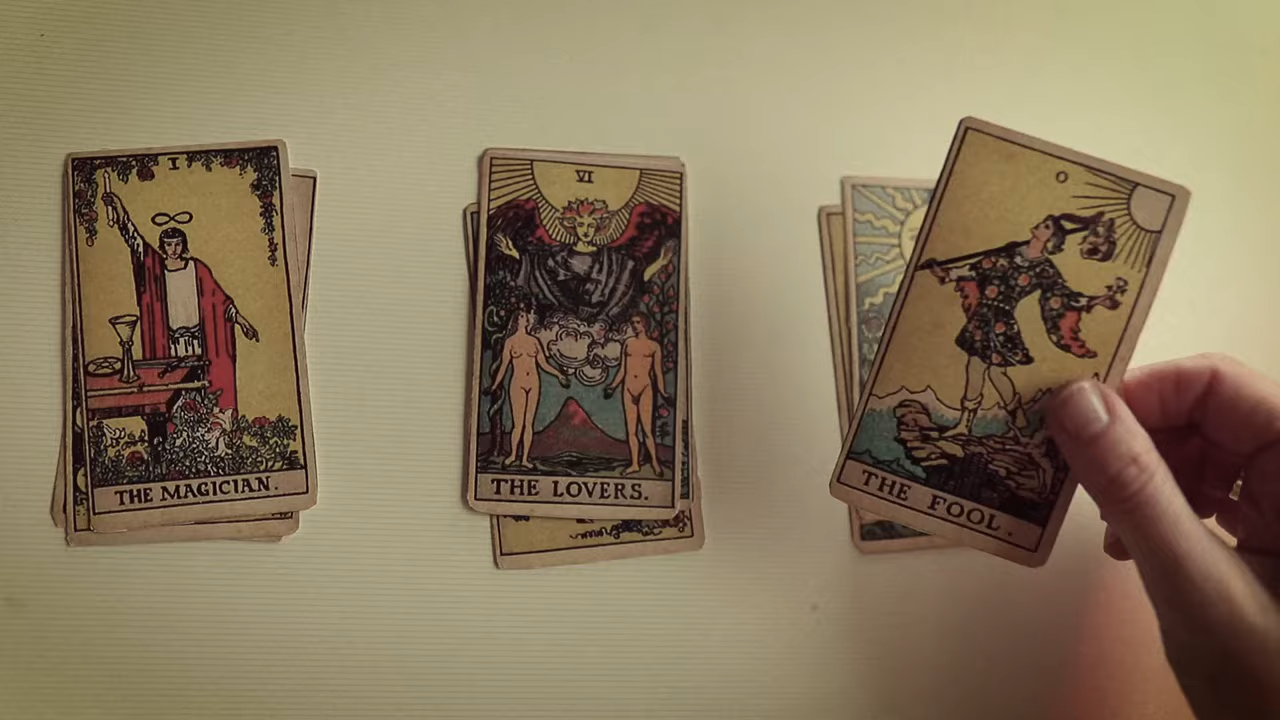 I
THE MAGICIAN.
VI
THE LOVERS.
0
THE FOOL.